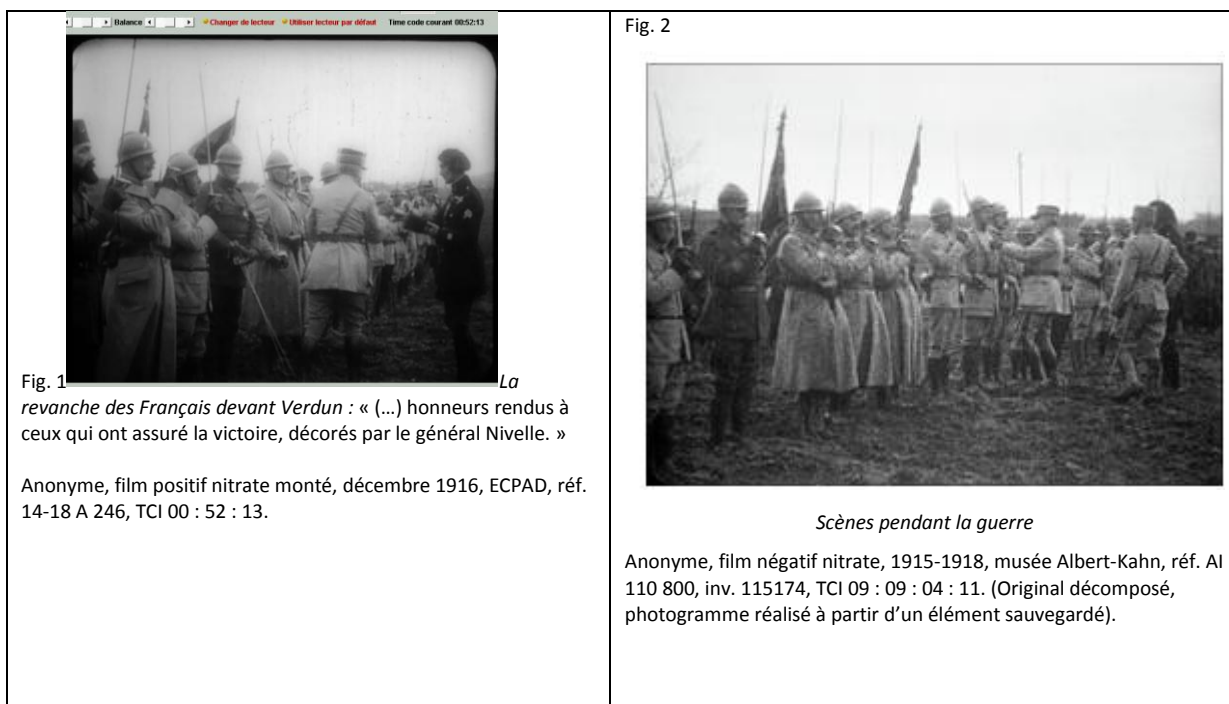 Balance
Changer de lecteur
Utiliser lecteur par défaut
Time code courant 00:52:13
Fig. 1
La
revanche des Français devant Verdun : « (…) honneurs rendus à
ceux qui ont assuré la victoire, décorés par le général Nivelle. »
Anonyme, film positif nitrate monté, décembre 1916, ECPAD, réf.
14-18 A 246, TCI 00 : 52 : 13.
Fig. 2
Scènes pendant la guerre
Anonyme, film négatif nitrate, 1915-1918, musée Albert-Kahn, réf. AI
110 800, inv. 115174, TCI 09 : 09 : 04 : 11. (Original décomposé,
photogramme réalisé à partir d’un élément sauvegardé).